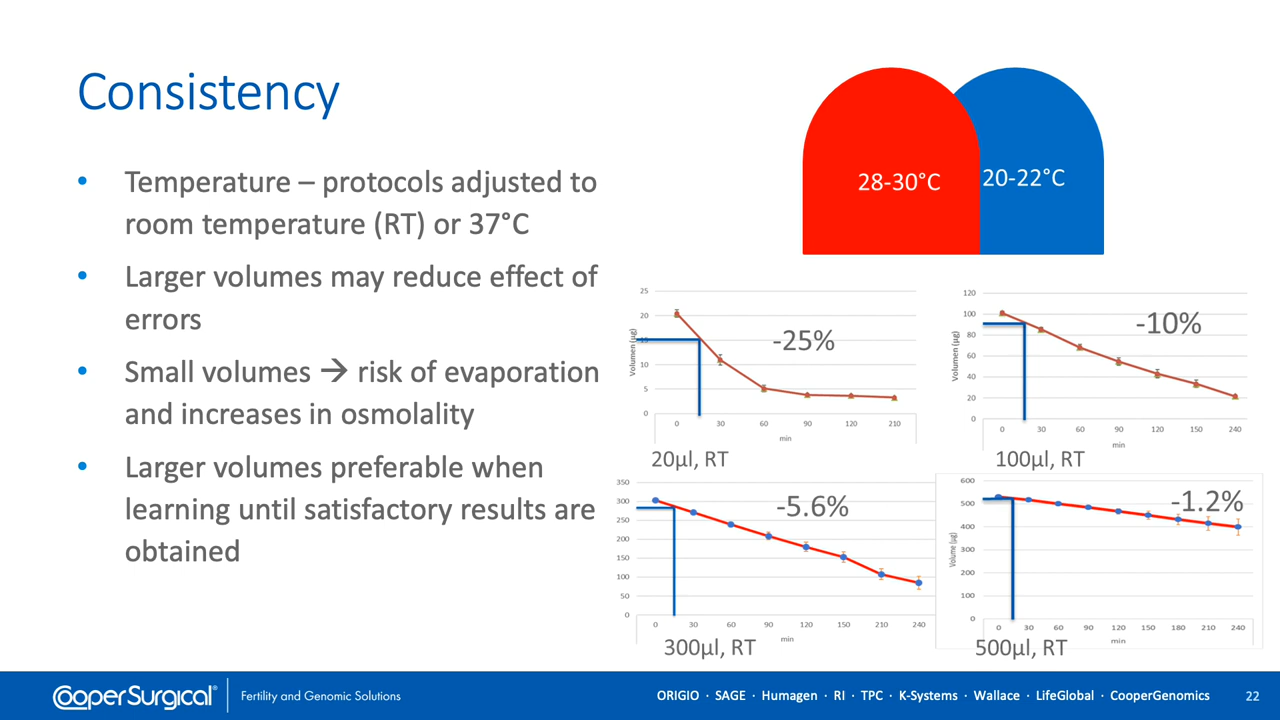 Consistency
• Temperature – protocols adjusted to
room temperature (RT) or 37°C
• Larger volumes may reduce effect of
errors
• Small volumes → risk of evaporation
and increases in osmolality
• Larger volumes preferable when
learning until satisfactory results are
obtained
28-30°C
20-22°C
25
20
15
10
5
0
Volumen (µg)
-25%
0 30 60 90 120 210
min
20µl, RT
120
100
80
60
40
20
0
Volumen (µg)
-10%
0 30 60 90 120 150 240
min
100µl, RT
350
300
250
200
150
100
50
0
-5.6%
0 30 60 90 120 150 210 240
min
300µl, RT
600
500
400
300
200
100
0
Volume (µg)
-1.2%
0 30 60 90 120 150 180 210 240
min
500µl, RT
CooperSurgical®
Fertility and Genomic Solutions
ORIGIO · SAGE · Humagen · RI · TPC · K-Systems · Wallace · LifeGlobal · CooperGenomics
22